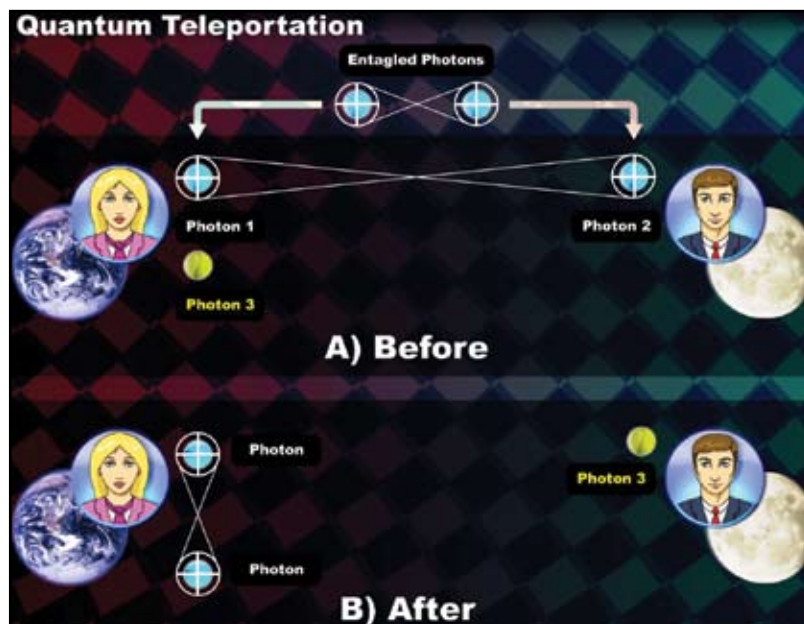 Quantum Teleportation
Entagled Photons
Photon 1
Photon 2
Photon 3
A) Before
Photon
Photon 3
Photon
B) After